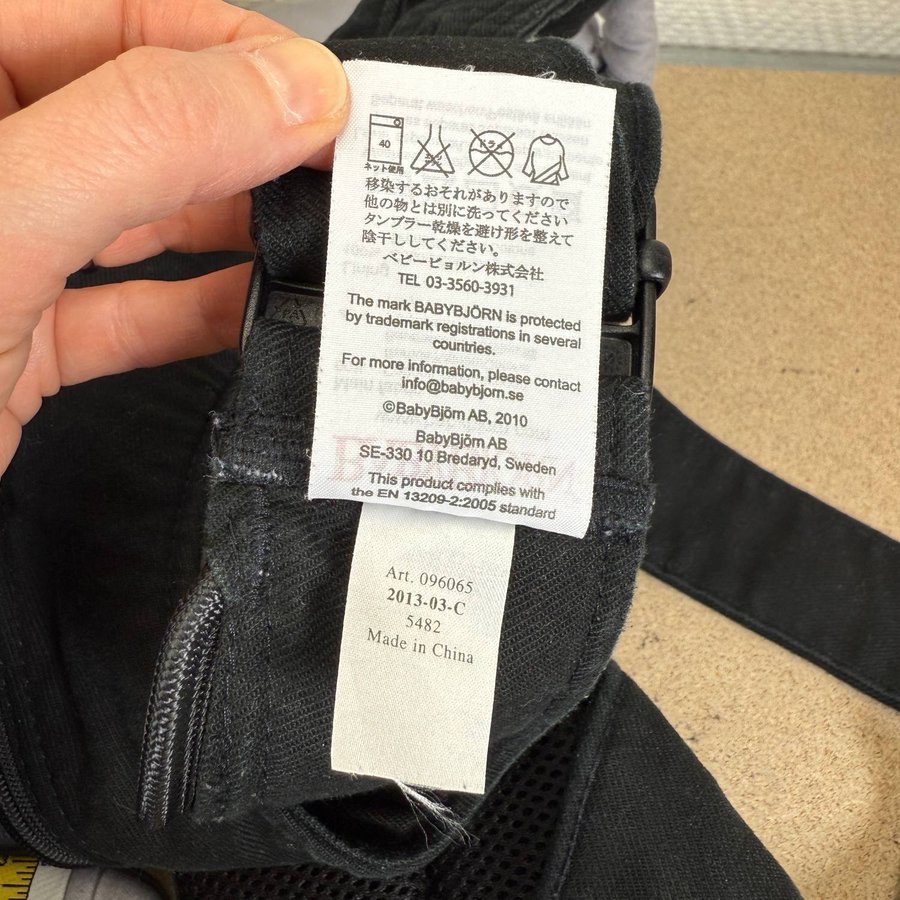 40
ネット使用
エンソ
ドライ
移染するおそれがありますので
他の物とは別に洗ってください
タンブラー乾燥を避け形を整えて
陰干ししてください。
ベビービョルン株式会社
TEL 03-3560-3931
The mark BABYBJÖRN is protected
by trademark registrations in several
countries.
For more information, please contact
info@babybjorn.se
©BabyBjörn AB, 2010
BabyBjörn AB
SE-330 10 Bredaryd, Sweden
This product complies with
the EN 13209-2:2005 standard
Art. 096065
2013-03-C
5482
Made in China